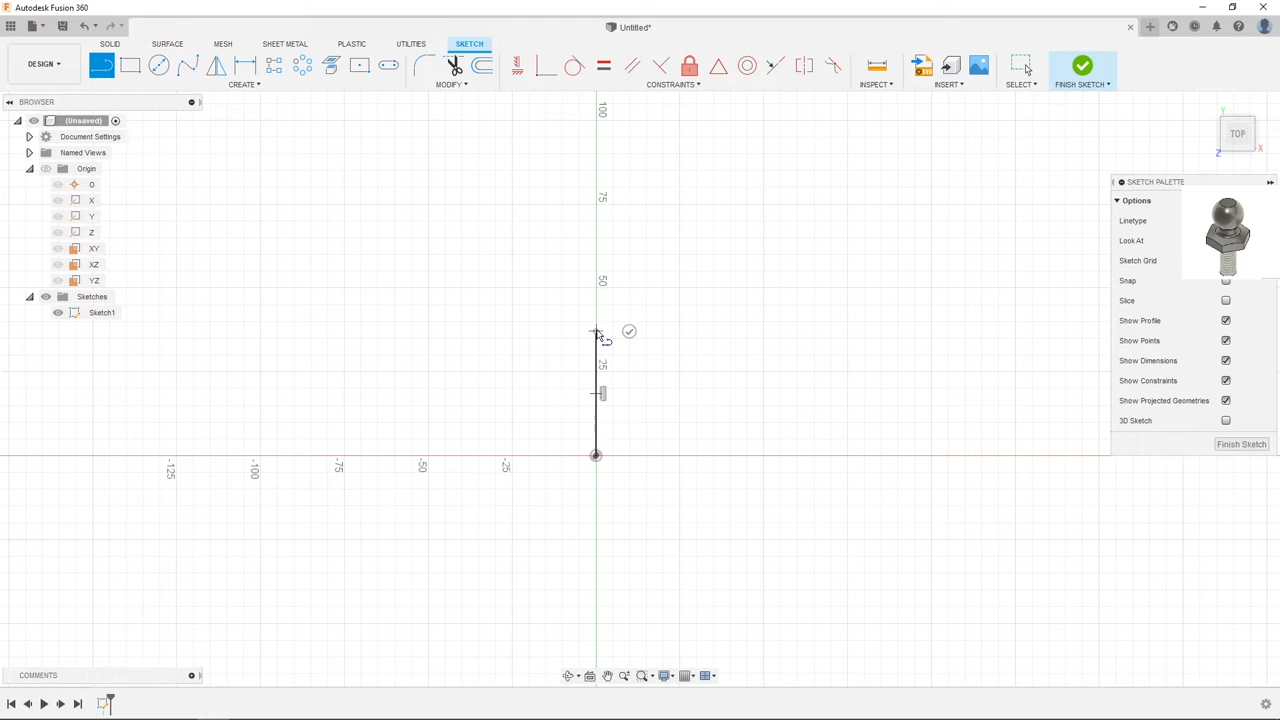 Autodesk Fusion 360
Untitled*
DESIGN
SOLID
SURFACE
MESH
SHEET METAL
PLASTIC
UTILITIES
SKETCH
CREATE
MODIFY
CONSTRAINTS
INSPECT
INSERT
SELECT
FINISH SKETCH
BROWSER
(Unsaved)
Document Settings
Named Views
Origin
O
X
Y
Z
XY
XZ
YZ
Sketches
Sketch1
100
75
50
25
-125
-100
-75
-50
-25
Y
TOP
Z
X
SKETCH PALETTE
Options
Linetype
Look At
Sketch Grid
Snap
Slice
Show Profile
Show Points
Show Dimensions
Show Constraints
Show Projected Geometries
3D Sketch
Finish Sketch
COMMENTS